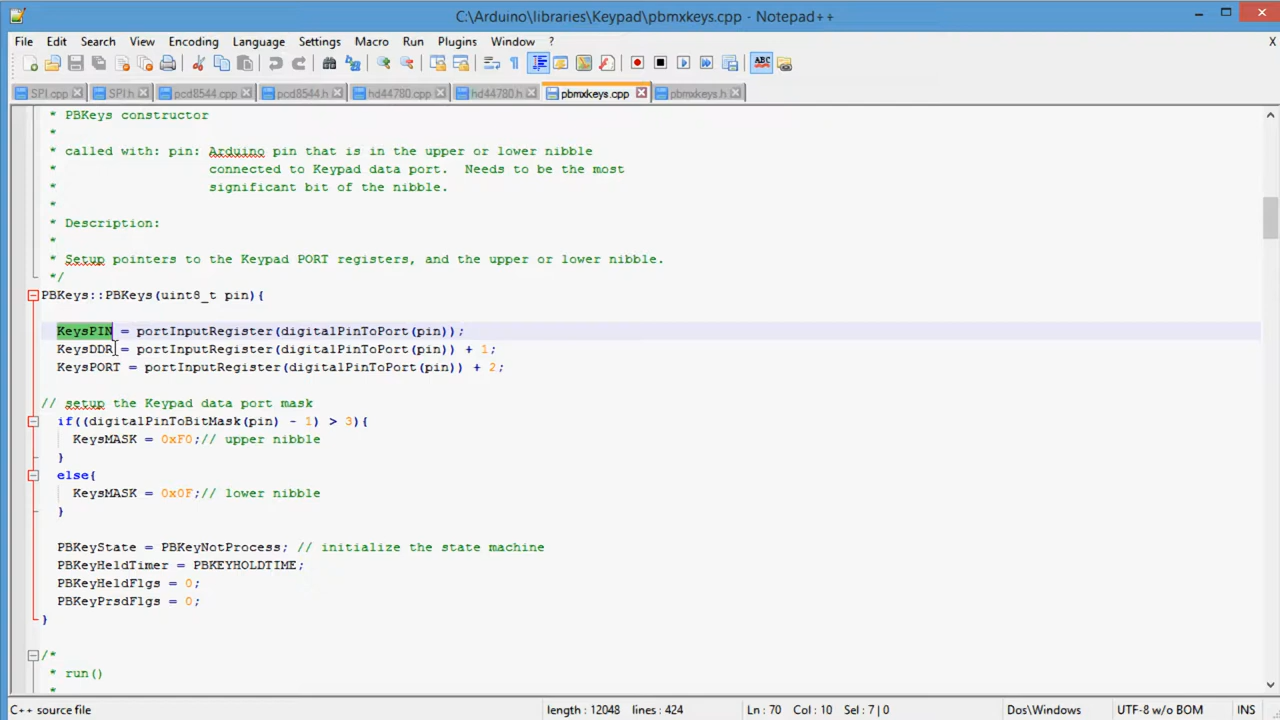 C:\Arduino\libraries\Keypad\pbmxkeys.cpp - Notepad++
File Edit Search View Encoding Language Settings Macro Run Plugins Window ? X
SPI.cpp SPI.h pcd8544.cpp pcd8544.h hd44780.cpp hd44780.h pbmxkeys.cpp pbmxkeys.h
* PBKeys constructor
*
* called with: pin: Arduino pin that is in the upper or lower nibble
* connected to Keypad data port. Needs to be the most
* significant bit of the nibble.
*
* Description:
*
* Setup pointers to the Keypad PORT registers, and the upper or lower nibble.
*/
PBKeys::PBKeys(uint8_t pin){
KeysPIN = portInputRegister(digitalPinToPort(pin));
KeysDDR = portInputRegister(digitalPinToPort(pin)) + 1;
KeysPORT = portInputRegister(digitalPinToPort(pin)) + 2;
// setup the Keypad data port mask
if((digitalPinToBitMask(pin) - 1) > 3){
KeysMASK = 0xF0;// upper nibble
}
else{
KeysMASK = 0x0F;// lower nibble
}
PBKeyState = PBKeyNotProcess; // initialize the state machine
PBKeyHeldTimer = PBKEYHOLDTIME;
PBKeyHeldFlgs = 0;
PBKeyPrsdFlgs = 0;
}
/*
* run()
*
C++ source file length : 12048 lines : 424 Ln : 70 Col : 10 Sel : 7 | 0 Dos\Windows UTF-8 w/o BOM INS